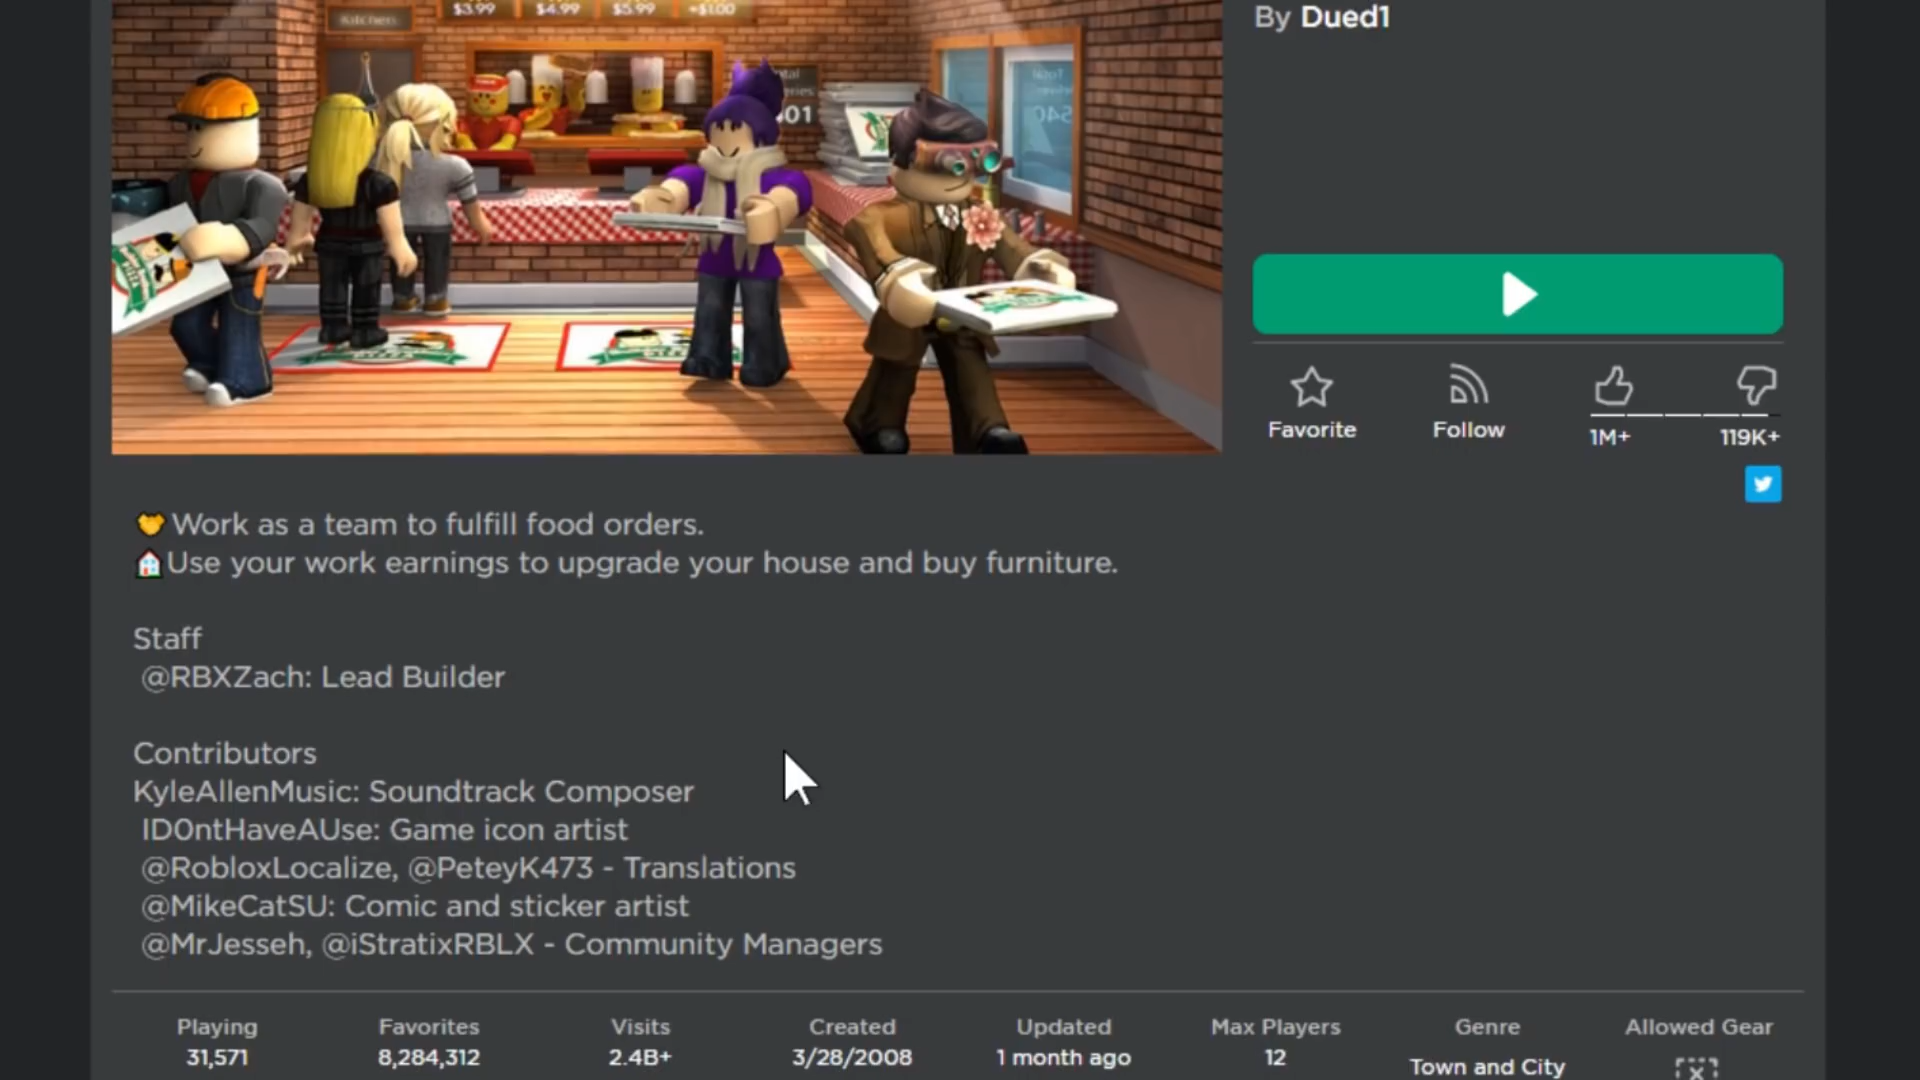 Kitchen
$3.99 $4.99 $5.99 +$1.00
By Dued1
01
Favorite
Follow
1M+
119K+
Work as a team to fulfill food orders.
Use your work earnings to upgrade your house and buy furniture.
Staff
@RBXZach: Lead Builder
Contributors
KyleAllenMusic: Soundtrack Composer
ID0ntHaveAUse: Game icon artist
@RobloxLocalize, @PeteyK473 - Translations
@MikeCatSU: Comic and sticker artist
@MrJesseh, @iStratixRBLX - Community Managers
Playing Favorites Visits Created Updated Max Players Genre Allowed Gear
31,571 8,284,312 2.4B+ 3/28/2008 1 month ago 12 Town and City